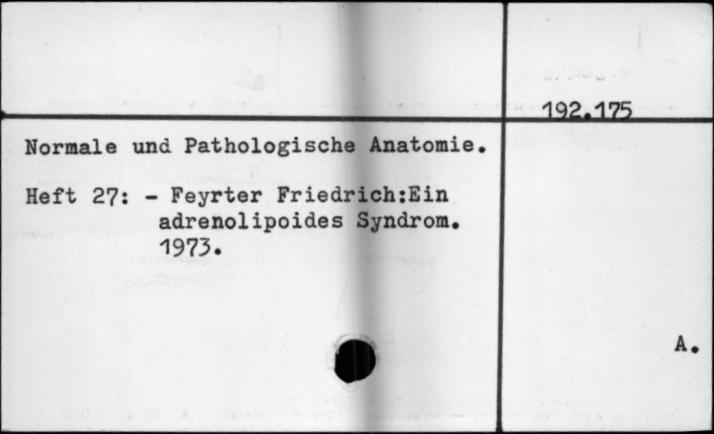 192.175
Normale und Pathologische Anatomie.
Heft 27: - Feyrter Friedrich:Ein
adrenolipoides Syndrom.
1973.
A.